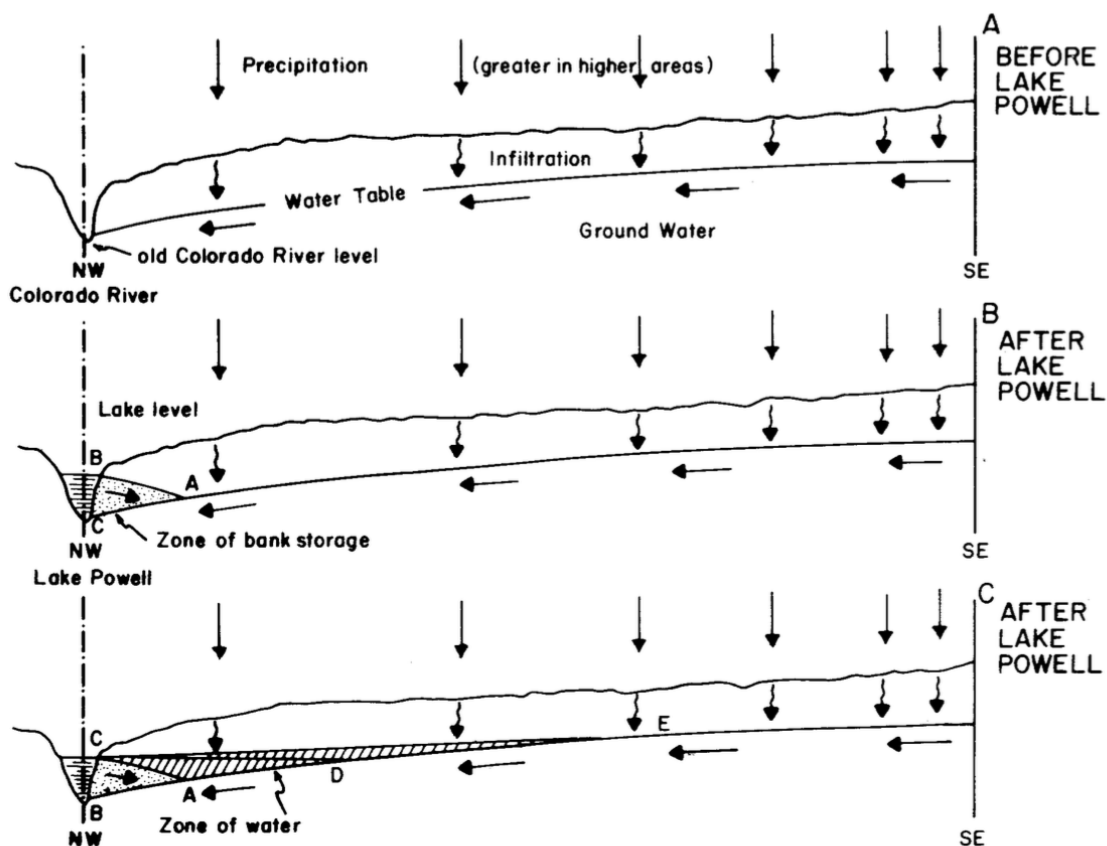 A
BEFORE
LAKE
POWELL
Precipitation (greater in higher areas)
Infiltration
Water Table
Ground Water
old Colorado River level
NW
SE
Colorado River
B
AFTER
LAKE
POWELL
Lake level
B
A
C
Zone of bank storage
NW
SE
Lake Powell
C
AFTER
LAKE
POWELL
E
C
D
A
B
Zone of water
NW
SE